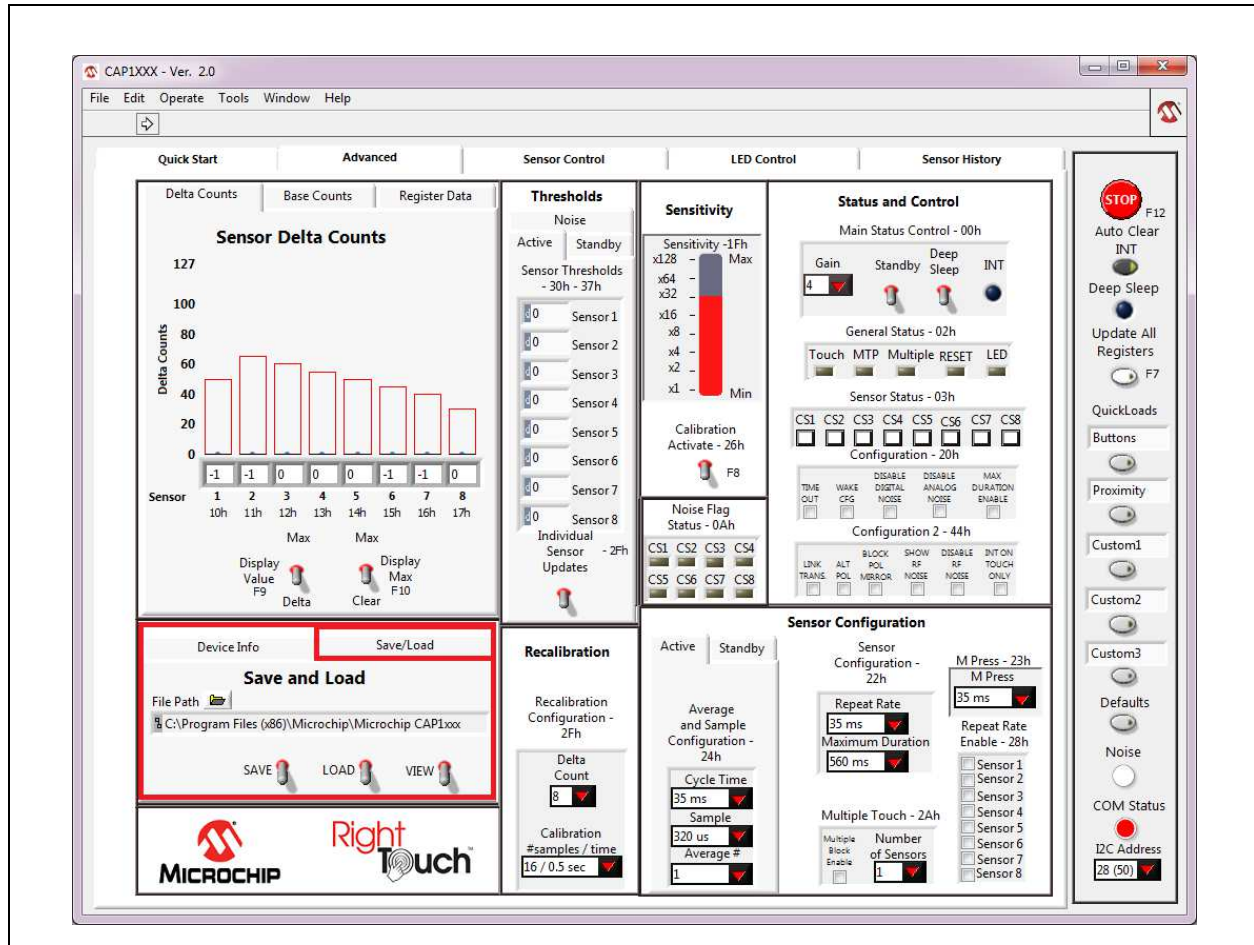 CAP1XXX - Ver. 2.0
File Edit Operate Tools Window Help
Quick Start Advanced Sensor Control LED Control Sensor History
Delta Counts Base Counts Register Data
Sensor Delta Counts
Delta Counts
127
100
80
60
40
20
0
-1 -1 0 0 0 -1 -1 0
Sensor 1 2 3 4 5 6 7 8
10h 11h 12h 13h 14h 15h 16h 17h
Max Max
Display Value F9
Display Max F10
Delta Clear
Thresholds
Noise
Active Standby
Sensor Thresholds
- 30h - 37h
d 0 Sensor 1
d 0 Sensor 2
d 0 Sensor 3
d 0 Sensor 4
d 0 Sensor 5
d 0 Sensor 6
d 0 Sensor 7
d 0 Sensor 8
Individual
Sensor - 2Fh
Updates
Sensitivity
Sensitivity -1Fh
x128 Max
x64
x32
x16
x8
x4
x2
x1 Min
Calibration
Activate - 26h
F8
Noise Flag
Status - 0Ah
CS1 CS2 CS3 CS4
CS5 CS6 CS7 CS8
Status and Control
Main Status Control - 00h
Gain Standby Deep Sleep INT
4
General Status - 02h
Touch MTP Multiple RESET LED
Sensor Status - 03h
CS1 CS2 CS3 CS4 CS5 CS6 CS7 CS8
Configuration - 20h
TIME OUT
WAKE CFG
DISABLE DIGITAL NOISE
DISABLE ANALOG NOISE
MAX DURATION ENABLE
Configuration 2 - 44h
LINK TRANS.
ALT POL
BLOCK POL MIRROR
SHOW RF NOISE
DISABLE RF NOISE
INT ON TOUCH ONLY
Device Info Save/Load
Save and Load
File Path
C:\Program Files (x86)\Microchip\Microchip CAP1xxx
SAVE LOAD VIEW
MICROCHIP
Right
Touch
Recalibration
Recalibration
Configuration -
2Fh
Delta
Count
8
Calibration
#samples / time
16 / 0.5 sec
Sensor Configuration
Active Standby
Average
and Sample
Configuration -
24h
Cycle Time
35 ms
Sample
320 us
Average #
1
Sensor
Configuration -
22h
Repeat Rate
35 ms
Maximum Duration
560 ms
Multiple Touch - 2Ah
Multiple Block Enable
Number
of Sensors
1
M Press - 23h
M Press
35 ms
Repeat Rate
Enable - 28h
Sensor 1
Sensor 2
Sensor 3
Sensor 4
Sensor 5
Sensor 6
Sensor 7
Sensor 8
STOP F12
Auto Clear
INT
Deep Sleep
Update All
Registers
F7
QuickLoads
Buttons
Proximity
Custom1
Custom2
Custom3
Defaults
Noise
COM Status
I2C Address
28 (50)